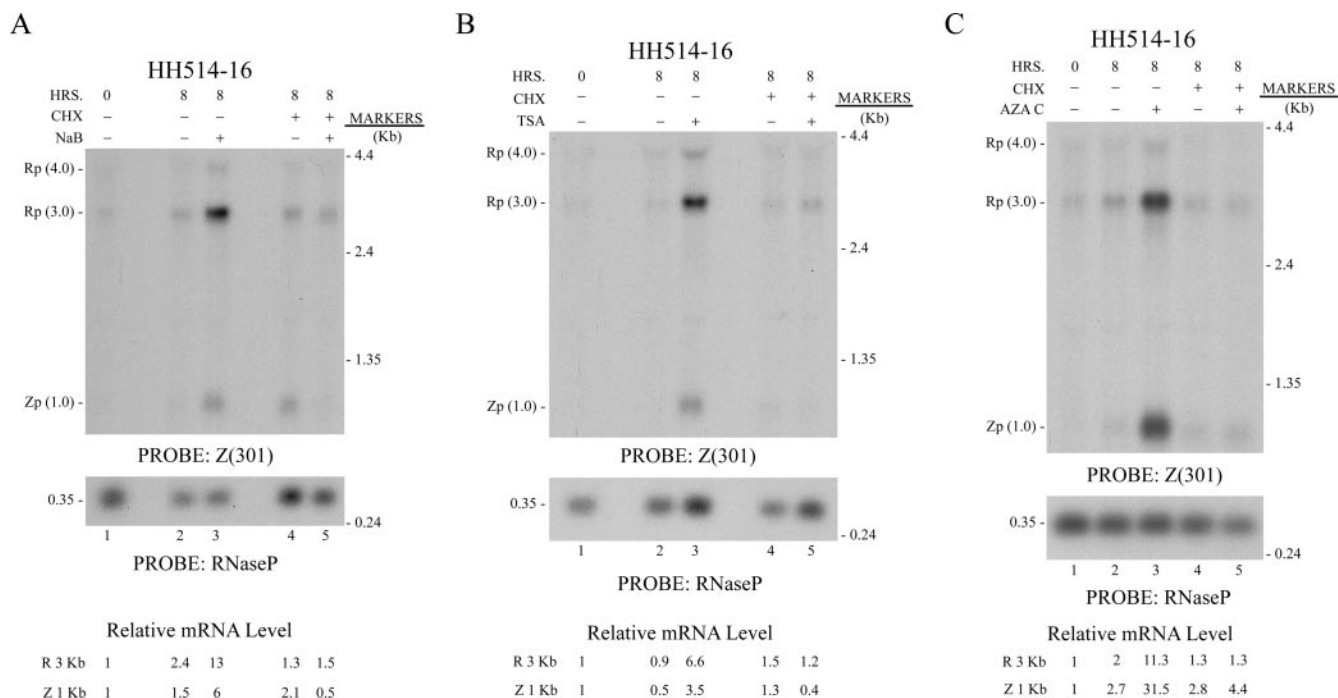 A
HH514-16
HRS. 0 8 8 8 8
CHX – – – + +
NaB – – + – +
MARKERS
(Kb)
Rp (4.0) -
Rp (3.0) -
Zp (1.0) -
- 4.4
- 2.4
- 1.35
PROBE: Z(301)
0.35 -
- 0.24
1 2 3 4 5
PROBE: RNaseP
Relative mRNA Level
R 3 Kb 1 2.4 13 1.3 1.5
Z 1 Kb 1 1.5 6 2.1 0.5
B
HH514-16
HRS. 0 8 8 8 8
CHX – – – + +
TSA – – + – +
MARKERS
(Kb)
Rp (4.0) -
Rp (3.0) -
Zp (1.0) -
- 4.4
- 2.4
- 1.35
PROBE: Z(301)
0.35 -
- 0.24
1 2 3 4 5
PROBE: RNaseP
Relative mRNA Level
R 3 Kb 1 0.9 6.6 1.5 1.2
Z 1 Kb 1 0.5 3.5 1.3 0.4
C
HH514-16
HRS. 0 8 8 8 8
CHX – – – + +
AZA C – – + – +
MARKERS
(Kb)
Rp (4.0) -
Rp (3.0) -
Zp (1.0) -
- 4.4
- 2.4
- 1.35
PROBE: Z(301)
0.35 -
- 0.24
1 2 3 4 5
PROBE: RNaseP
Relative mRNA Level
R 3 Kb 1 2 11.3 1.3 1.3
Z 1 Kb 1 2.7 31.5 2.8 4.4